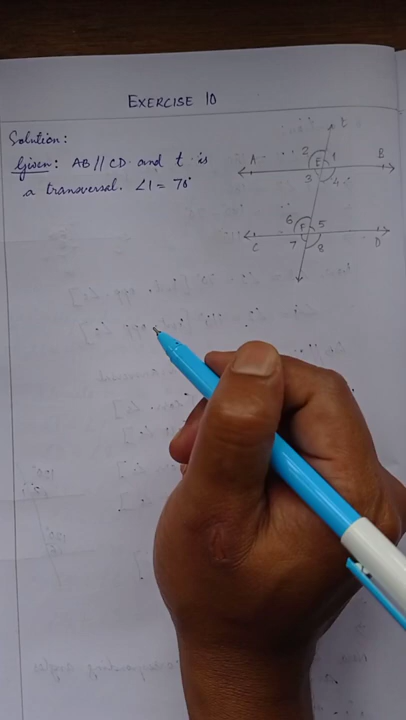 EXERCISE 10
Solution:
Given: AB // CD. and t is
a transversal. ∠1 = 70°
t
A
B
2
E
1
3
4
6
F
5
C
7
8
D